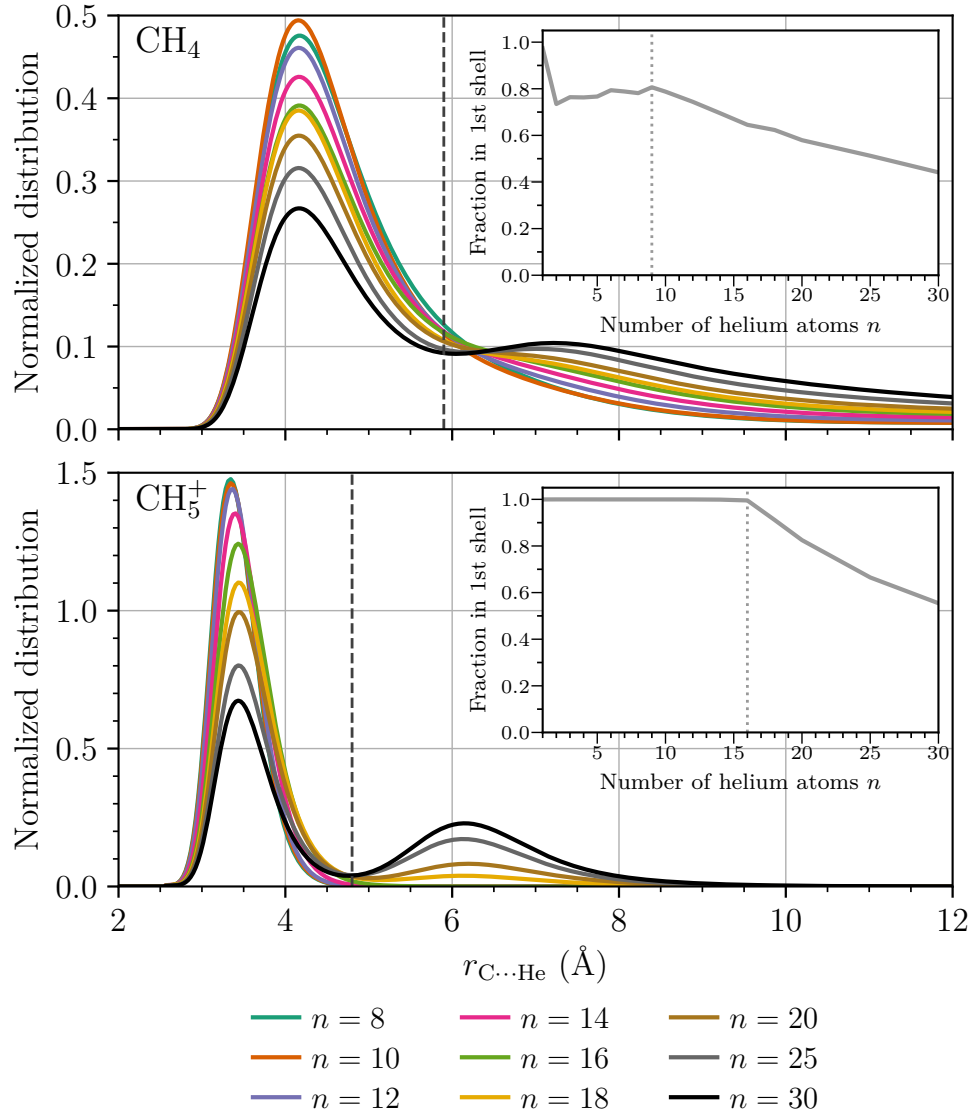 CH₄
Normalized distribution
0.5
0.4
0.3
0.2
0.1
0.0
Fraction in 1st shell
1.0
0.8
0.6
0.4
0.2
0.0
5 10 15 20 25 30
Number of helium atoms n
CH₅⁺
Normalized distribution
1.5
1.0
0.5
0.0
Fraction in 1st shell
1.0
0.8
0.6
0.4
0.2
0.0
5 10 15 20 25 30
Number of helium atoms n
2 4 6 8 10 12
r C⋯He (Å)
n = 8 n = 14 n = 20
n = 10 n = 16 n = 25
n = 12 n = 18 n = 30